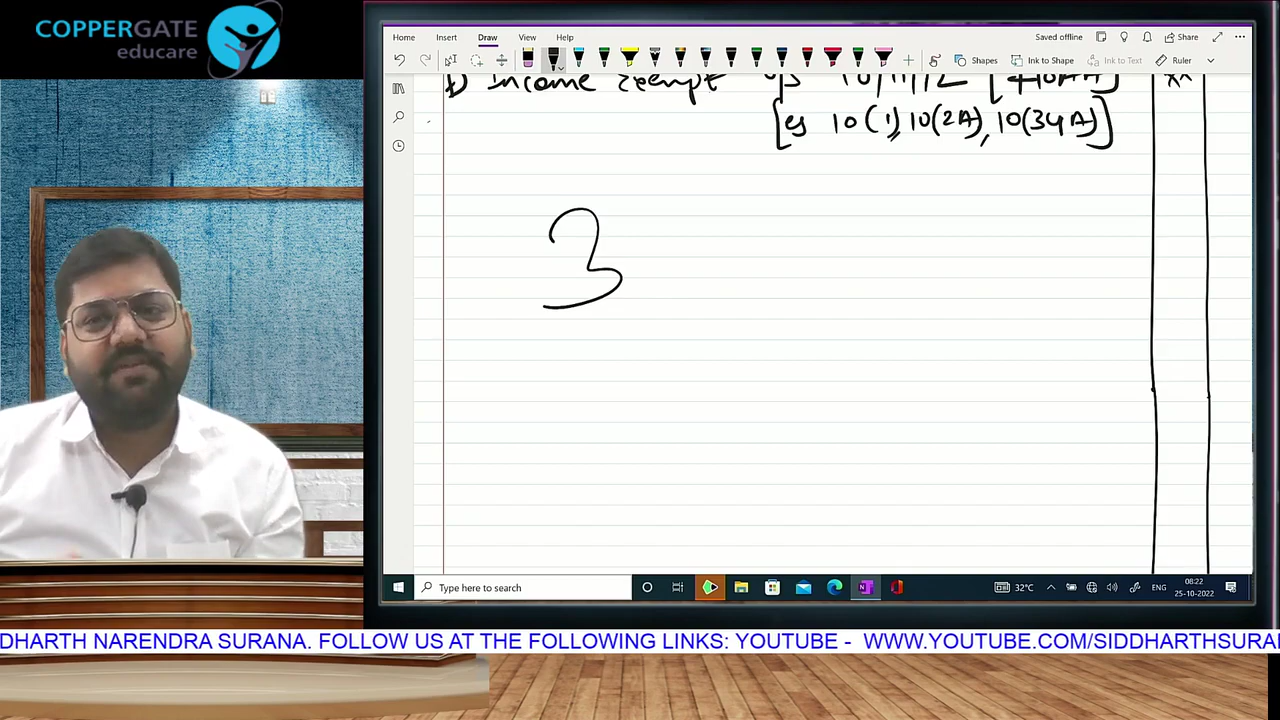 COPPERGATE
educare
Home Insert Draw View Help
Saved offline
Share
Shapes
Ink to Shape
Ink to Text
Ruler
Income exempt
[eg 10(1), 10(2A), 10(34A)]
3
Type here to search
32°C
ENG
08:22
25-10-2022
DHARTH NARENDRA SURANA. FOLLOW US AT THE FOLLOWING LINKS: YOUTUBE - WWW.YOUTUBE.COM/SIDDHARTHSURA